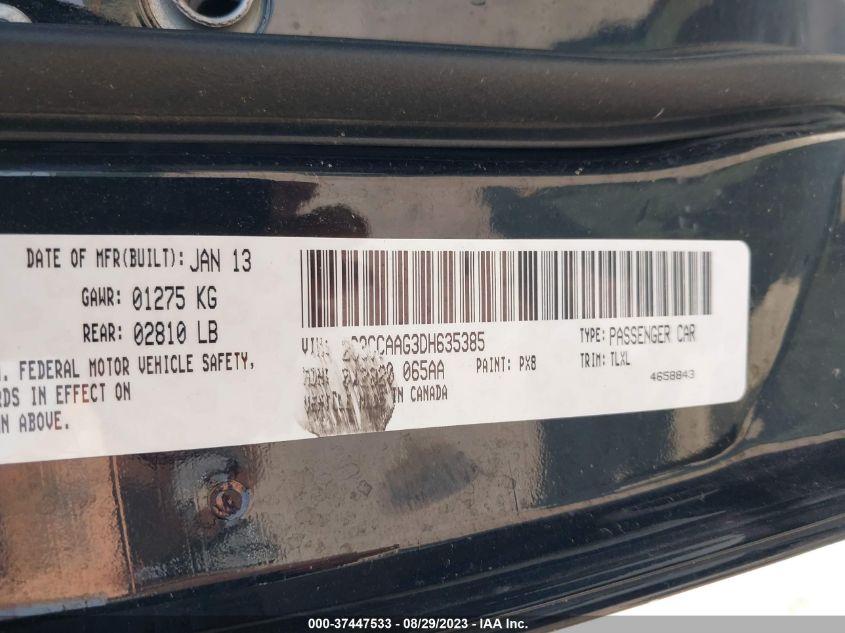 DATE OF MFR(BUILT): JAN 13
GAWR: 01275 KG
REAR: 02810 LB
FEDERAL MOTOR VEHICLE SAFETY,
IN EFFECT ON
ABOVE.
CCAAG3DH635385
TYPE: PASSENGER CAR
065AA
PAINT: PX8
TRIM: TLXL
IN CANADA
4658843
000-37447533 - 08/29/2023 - IAA Inc.